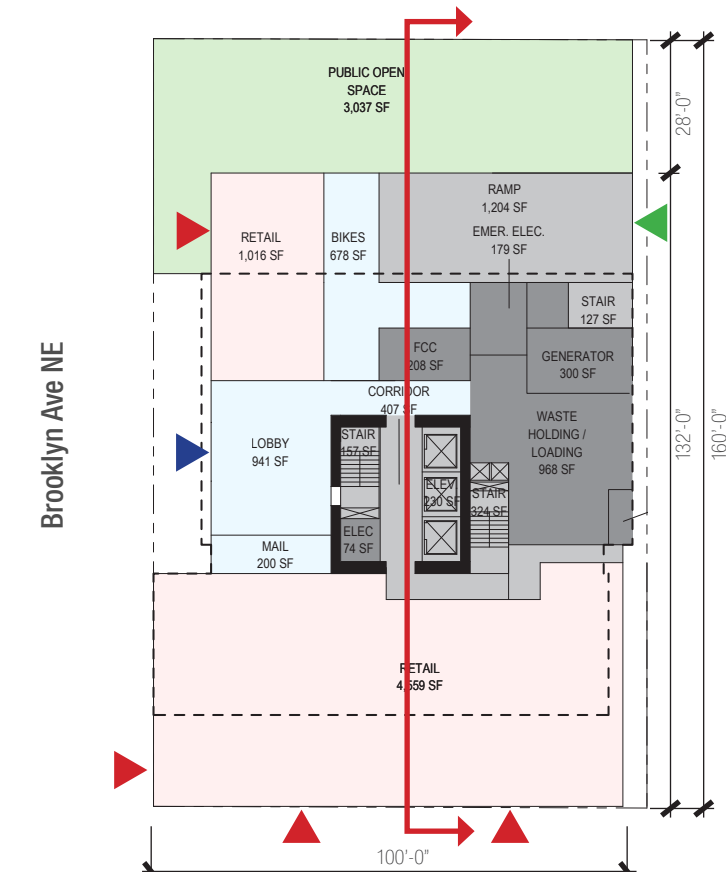 PUBLIC OPEN
SPACE
3,037 SF
28'-0"
RAMP
1,204 SF
EMER. ELEC.
179 SF
RETAIL
1,016 SF
BIKES
678 SF
STAIR
127 SF
FCC
208 SF
GENERATOR
300 SF
Brooklyn Ave NE
CORRIDOR
407 SF
132'-0"
160'-0"
WASTE
HOLDING /
LOADING
968 SF
LOBBY
941 SF
STAIR
157 SF
ELEV
230 SF
STAIR
324 SF
ELEC
74 SF
MAIL
200 SF
RETAIL
4,559 SF
100'-0"